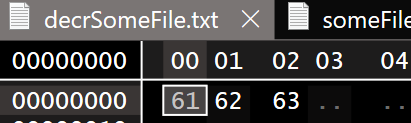 decrSomeFile.txt × someFile
00000000 00 01 02 03 04
00000000 61 62 63 .. ..